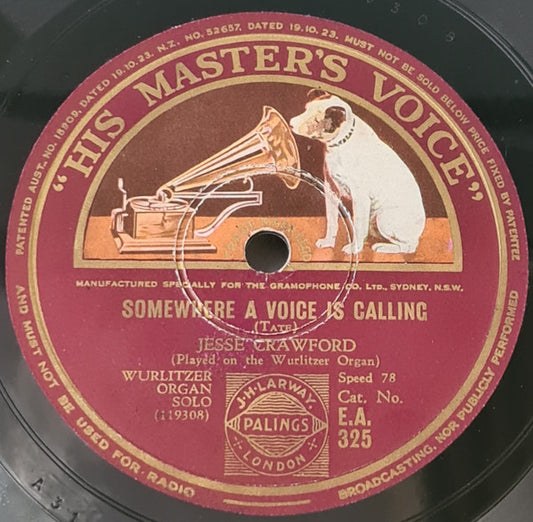 PATENTED AUST. NO. 18909. DATED 19.10.23. N.Z. NO. 52657. DATED 19.10.23. MUST NOT BE SOLD BELOW PRICE FIXED BY PATENTEE
AND MUST NOT BE USED FOR RADIO BROADCASTING, NOR PUBLICLY PERFORMED
"HIS MASTER'S VOICE"
MANUFACTURED SPECIALLY FOR THE GRAMOPHONE CO. LTD., SYDNEY. N.S.W.
SOMEWHERE A VOICE IS CALLING
(TATE)
JESSE CRAWFORD
(Played on the Wurlitzer Organ)
WURLITZER
ORGAN
SOLO
(119308)
J.H. LARWAY.
PALINGS
LONDON
Speed 78
Cat. No.
E.A.
325